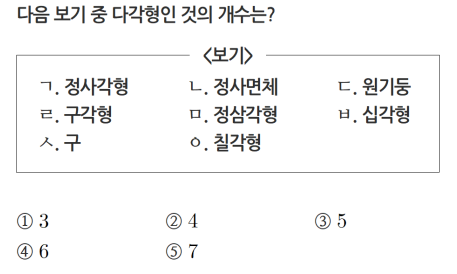 다음 보기 중 다각형인 것의 개수는?
<보기>
ㄱ. 정사각형 ㄴ. 정사면체 ㄷ. 원기둥
ㄹ. 구각형 ㅁ. 정삼각형 ㅂ. 십각형
ㅅ. 구 ㅇ. 칠각형
① 3 ② 4 ③ 5
④ 6 ⑤ 7